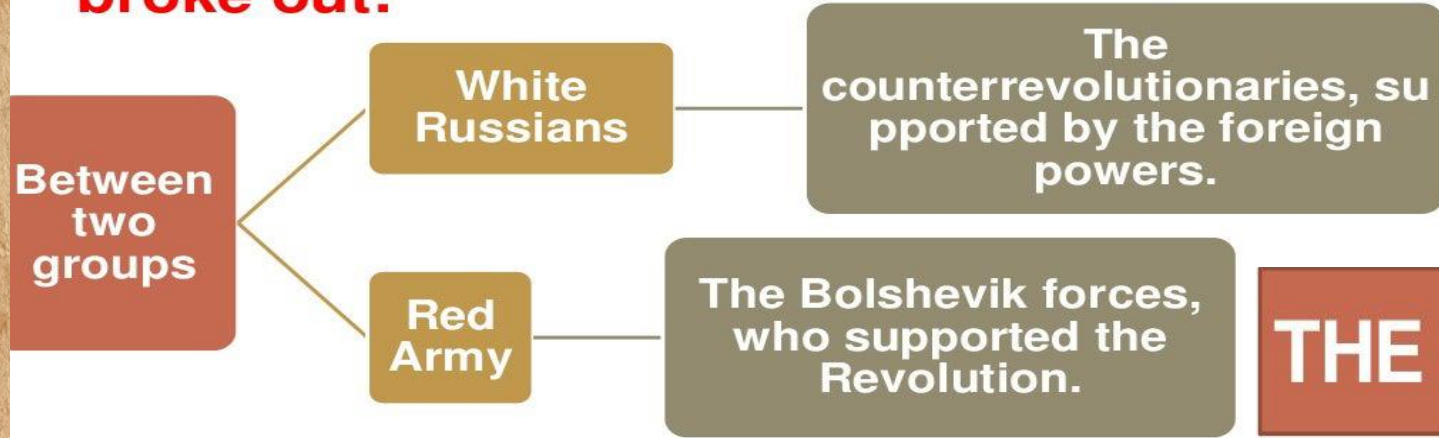 broke out:
Between
two
groups
White
Russians
The
counterrevolutionaries, su
pported by the foreign
powers.
Red
Army
The Bolshevik forces,
who supported the
Revolution.
THE